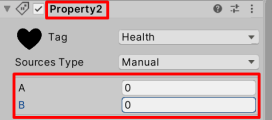 Property2
Tag Health
Sources Type Manual
A 0
B 0